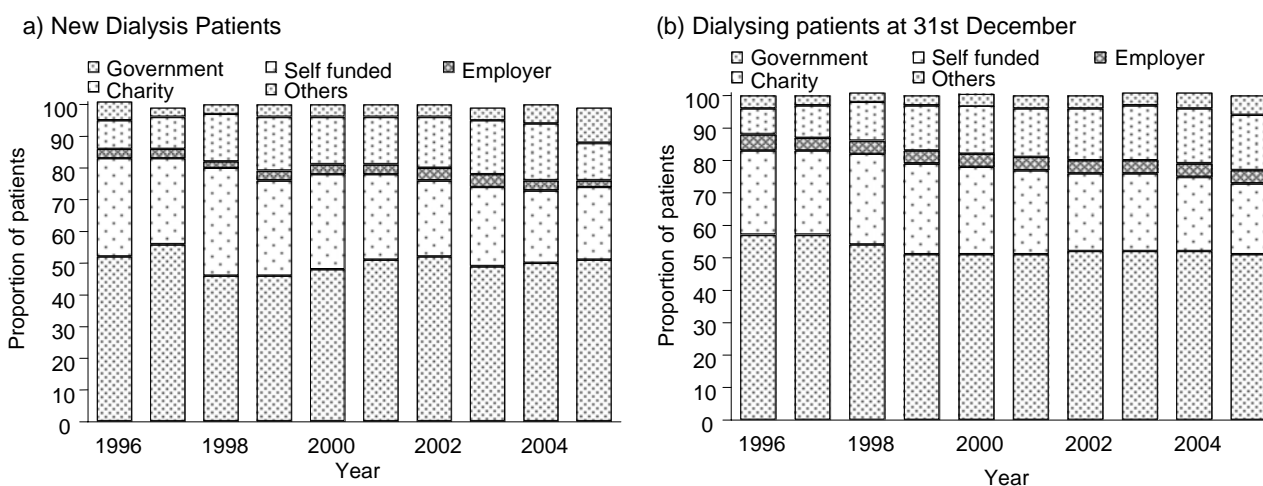 a) New Dialysis Patients
Government Self funded Employer
Charity Others
Proportion of patients
100
90
80
70
60
50
40
30
20
10
0
1996 1998 2000 2002 2004
Year
(b) Dialysing patients at 31st December
Government Self funded Employer
Charity Others
Proportion of patients
100
90
80
70
60
50
40
30
20
10
0
1996 1998 2000 2002 2004
Year